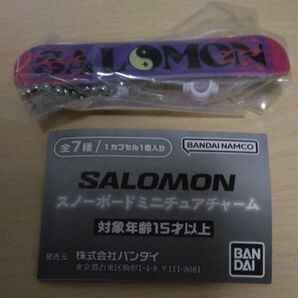 SALOMON
全7種/1カプセル1個入り
BANDAI NAMCO
SALOMON
スノーボードミニチュアチャーム
対象年齢15才以上
発売元 株式会社バンダイ
東京都台東区駒形1-4-8 〒111-8081
BAN
DAI